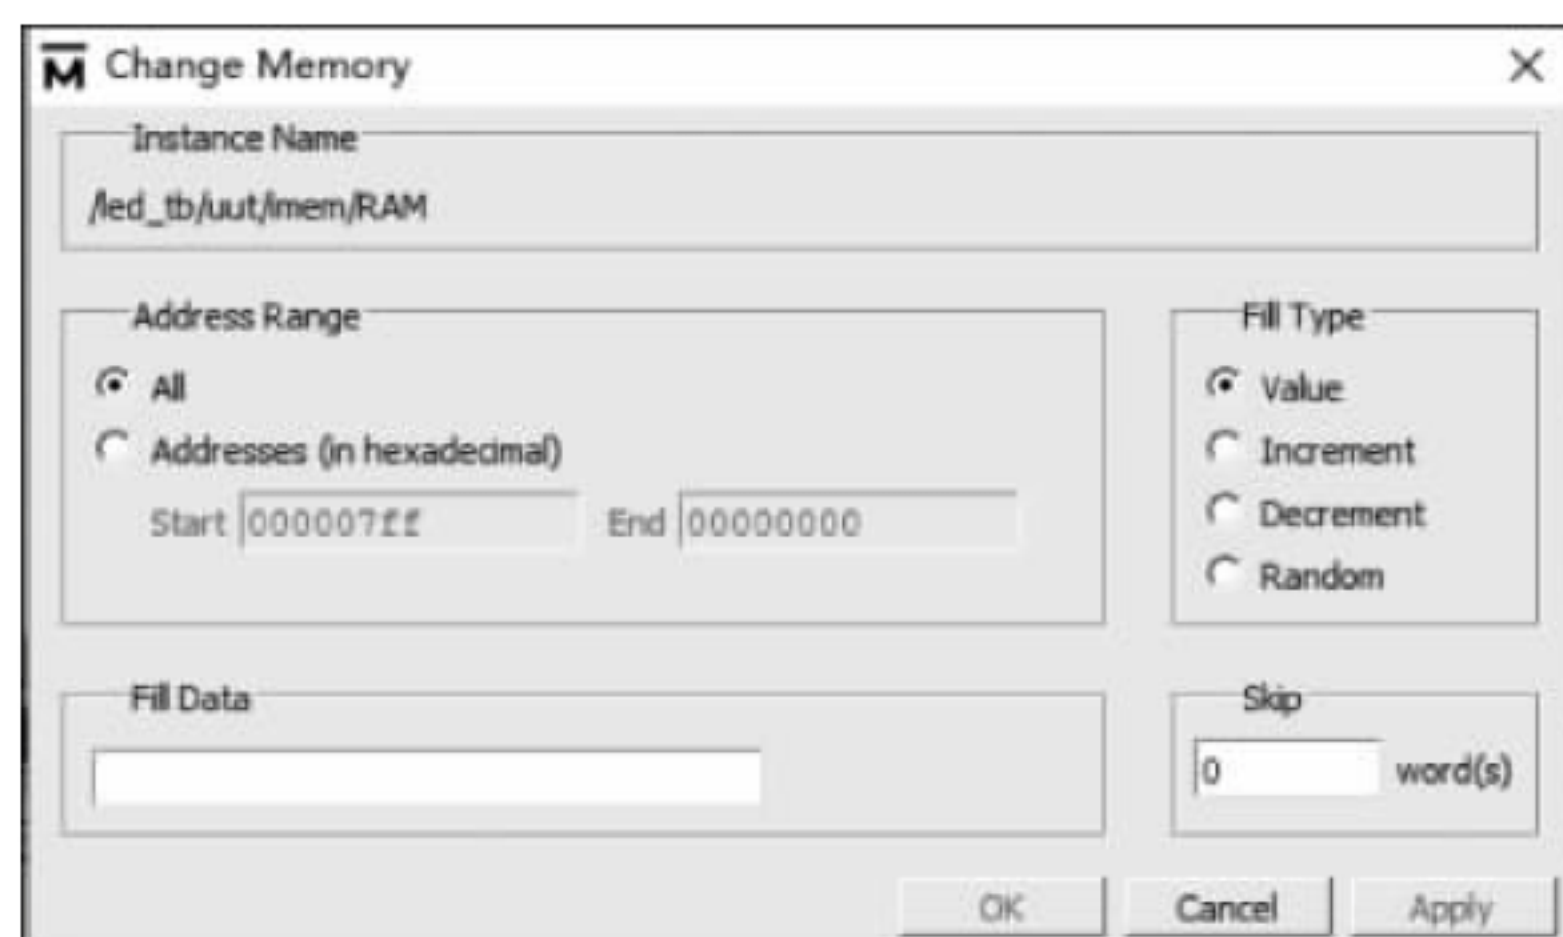 Change Memory
Instance Name
/led_tb/uut/imem/RAM
Address Range
All
Addresses (in hexadecimal)
Start 000007ff End 00000000
Fill Type
Value
Increment
Decrement
Random
Fill Data
Skip
0 word(s)
OK Cancel Apply